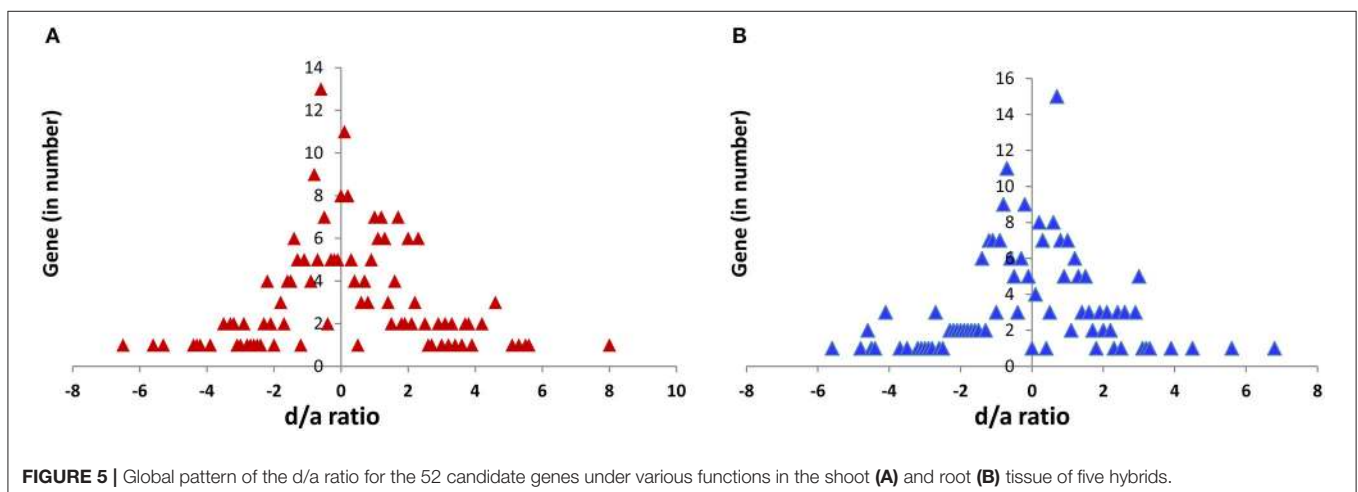 A
B
Gene (in number)
14
12
10
8
6
4
2
0
-8 -6 -4 -2 0 2 4 6 8 10
d/a ratio
Gene (in number)
16
14
12
10
8
6
4
2
0
-8 -6 -4 -2 0 2 4 6 8
d/a ratio
FIGURE 5 | Global pattern of the d/a ratio for the 52 candidate genes under various functions in the shoot (A) and root (B) tissue of five hybrids.